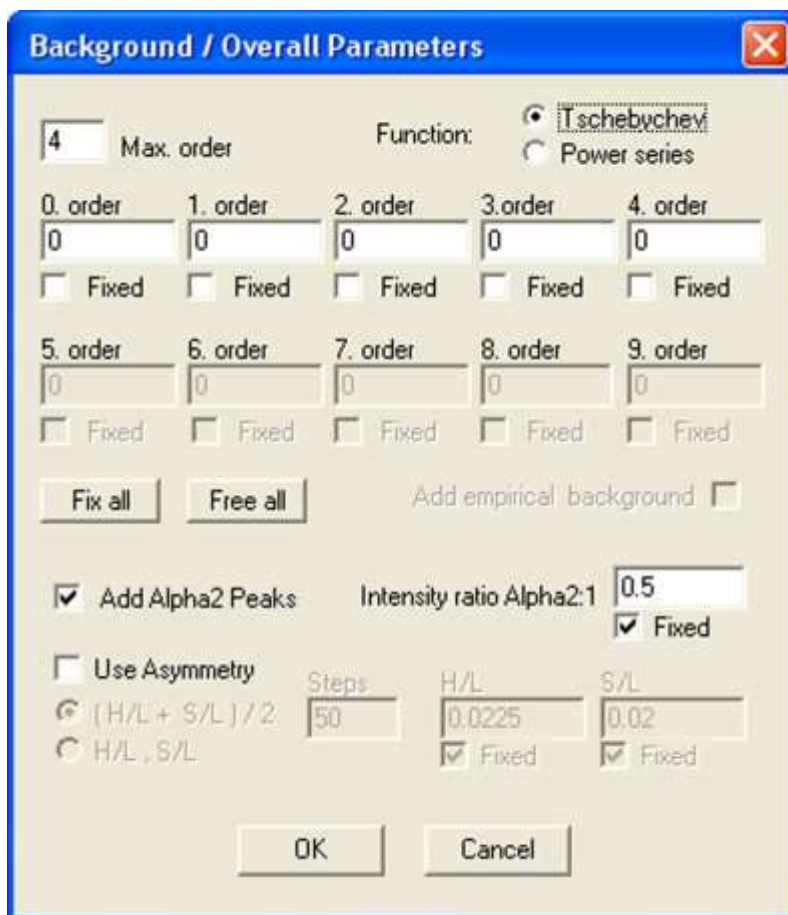 Background / Overall Parameters
4 Max. order Function: Tschebychev
Power series
0. order 1. order 2. order 3.order 4. order
0 0 0 0 0
Fixed Fixed Fixed Fixed Fixed
5. order 6. order 7. order 8. order 9. order
0 0 0 0 0
Fixed Fixed Fixed Fixed Fixed
Fix all Free all Add empirical background
Add Alpha2 Peaks Intensity ratio Alpha2:1 0.5
Fixed
Use Asymmetry
Steps H/L S/L
( H/L + S/L ) / 2 50 0.0225 0.02
H/L , S/L Fixed Fixed
OK Cancel